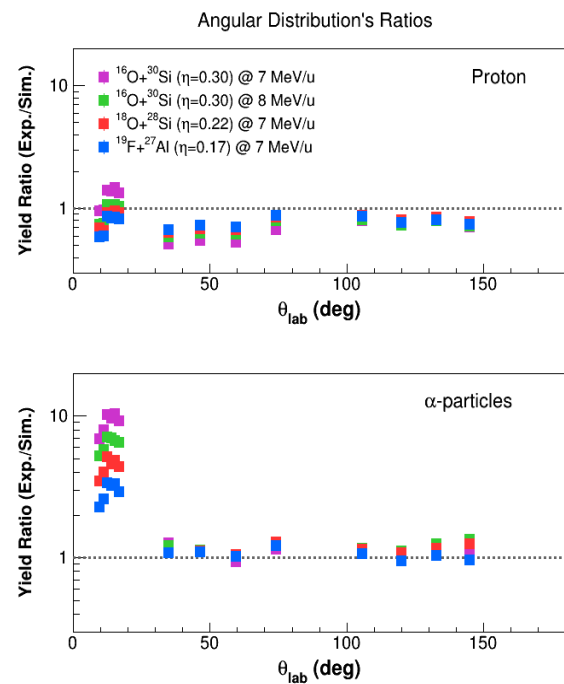 Angular Distribution's Ratios
Yield Ratio (Exp./Sim.)
10
1
¹⁶O+³⁰Si (η=0.30) @ 7 MeV/u
¹⁶O+³⁰Si (η=0.30) @ 8 MeV/u
¹⁸O+²⁸Si (η=0.22) @ 7 MeV/u
¹⁹F+²⁷Al (η=0.17) @ 7 MeV/u
Proton
0 50 100 150
θlab (deg)
Yield Ratio (Exp./Sim.)
10
1
α-particles
0 50 100 150
θlab (deg)